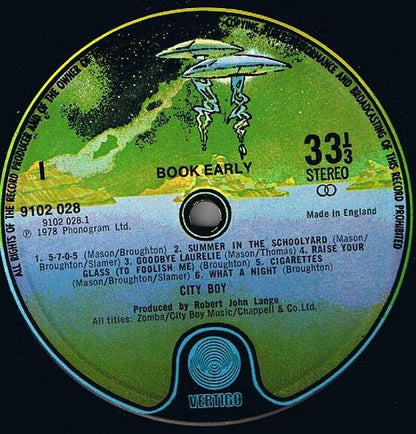 ALL RIGHTS OF THE RECORD PRODUCER AND OF THE OWNER OF
COPYING
PERFORMANCE AND BROADCASTING OF THIS RECORD PROHIBITED
BOOK EARLY
I
33⅓
STEREO
9102 028
9102 028.1
℗ 1978 Phonogram Ltd.
Made in England
1. 5-7-0-5 (Mason/Broughton) 2. SUMMER IN THE SCHOOLYARD (Mason/
Broughton/Slamer) 3. GOODBYE LAURELIE (Mason/Thomas) 4. RAISE YOUR
GLASS (TO FOOLISH ME) (Broughton) 5. CIGARETTES
(Mason/Broughton/Slamer) 6. WHAT A NIGHT (Broughton)
CITY BOY
Produced by Robert John Lange
All titles: Zomba/City Boy Music/Chappell & Co.Ltd.
VERTIGO